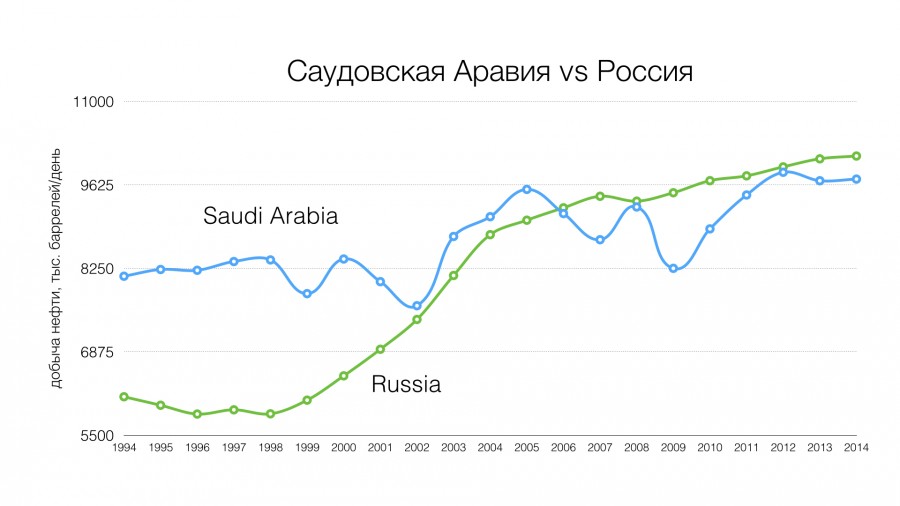 Саудовская Аравия vs Россия
добыча нефти, тыс. баррелей/день
11000
9625
8250
6875
5500
Saudi Arabia
Russia
1994 1995 1996 1997 1998 1999 2000 2001 2002 2003 2004 2005 2006 2007 2008 2009 2010 2011 2012 2013 2014